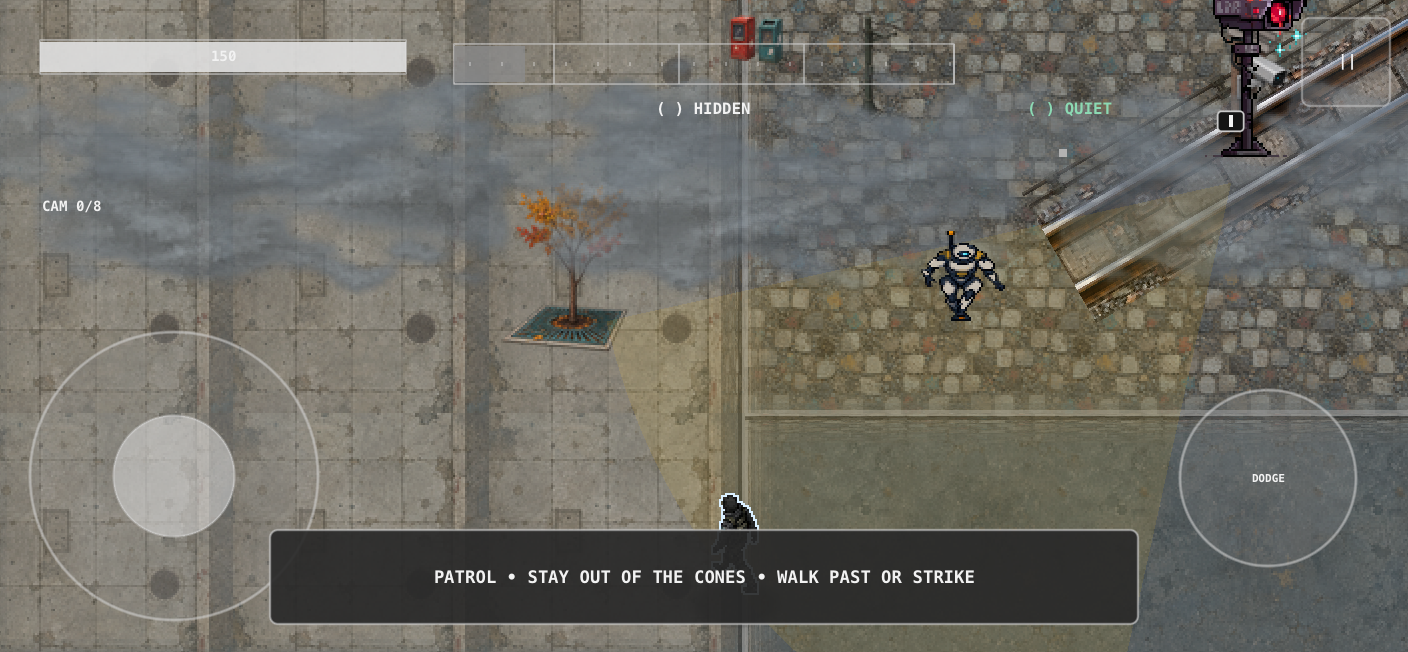 150
( ) HIDDEN
( ) QUIET
CAM 0/8
DODGE
PATROL • STAY OUT OF THE CONES • WALK PAST OR STRIKE